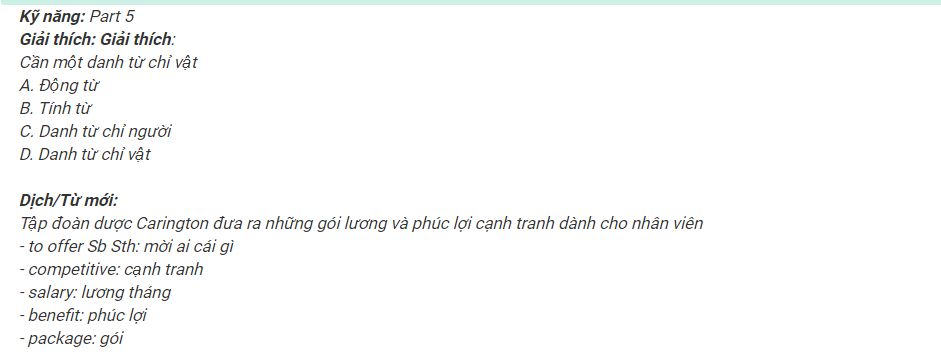 Kỹ năng: Part 5
Giải thích: Giải thích:
Cần một danh từ chỉ vật
A. Động từ
B. Tính từ
C. Danh từ chỉ người
D. Danh từ chỉ vật
Dịch/Từ mới:
Tập đoàn dược Carington đưa ra những gói lương và phúc lợi cạnh tranh dành cho nhân viên
- to offer Sb Sth: mời ai cái gì
- competitive: cạnh tranh
- salary: lương tháng
- benefit: phúc lợi
- package: gói